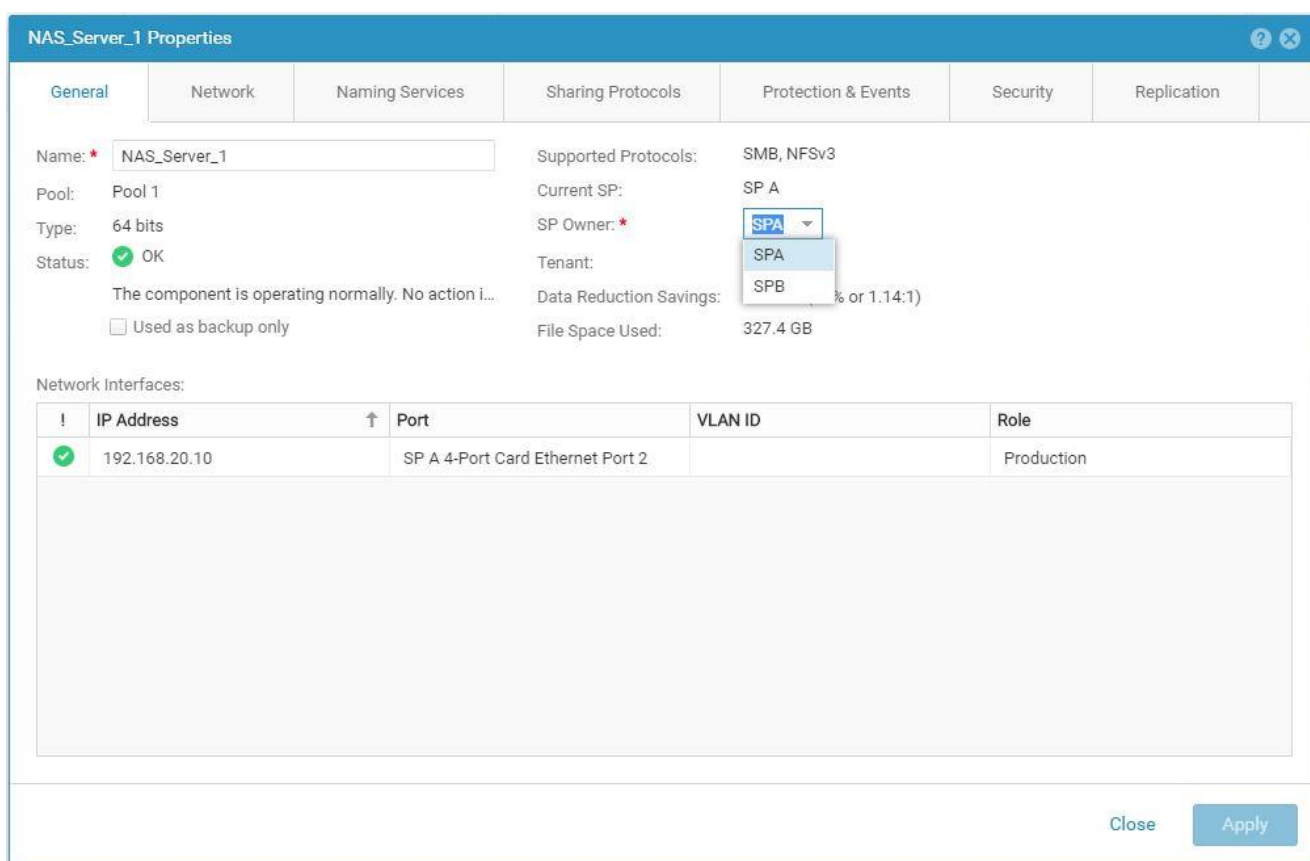 NAS_Server_1 Properties
General Network Naming Services Sharing Protocols Protection & Events Security Replication
Name: * NAS_Server_1
Pool: Pool 1
Type: 64 bits
Status: OK
The component is operating normally. No action i...
Used as backup only
Supported Protocols: SMB, NFSv3
Current SP: SP A
SP Owner: * SPA
SPA
SPB
Tenant:
Data Reduction Savings: % or 1.14:1)
File Space Used: 327.4 GB
Network Interfaces:
! IP Address Port VLAN ID Role
192.168.20.10 SP A 4-Port Card Ethernet Port 2 Production
Close Apply